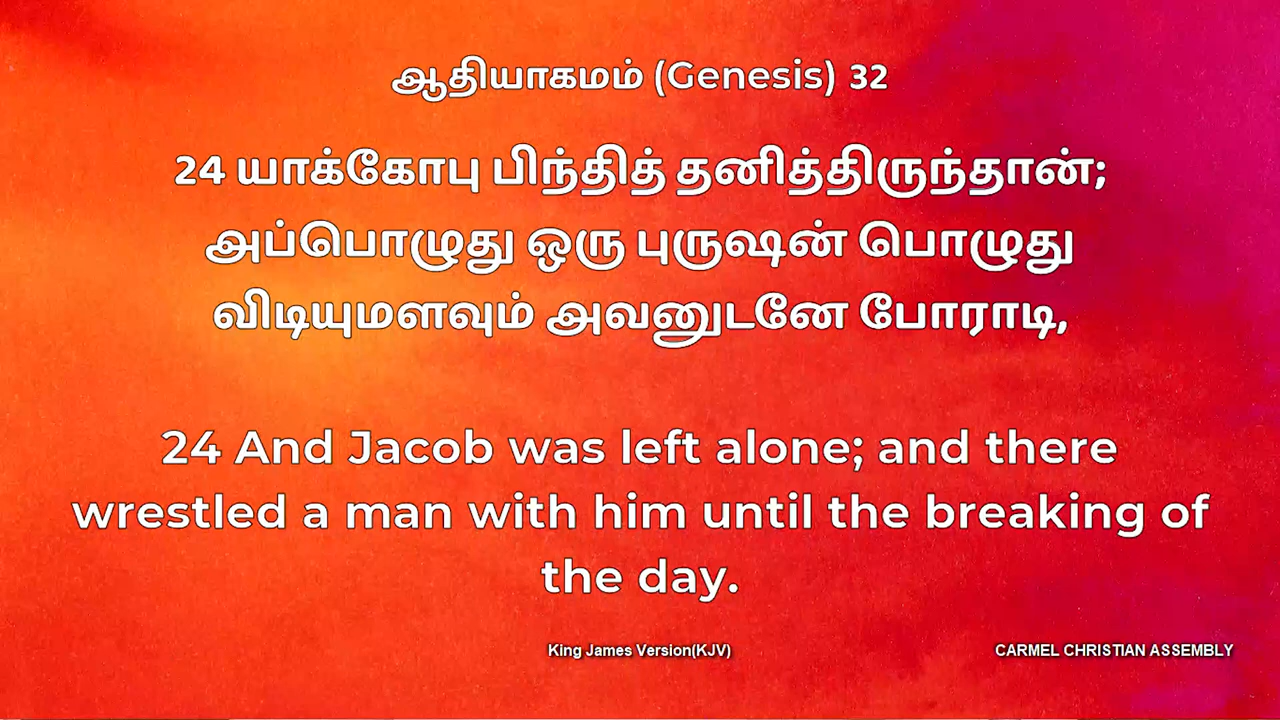 ஆதியாகமம் (Genesis) 32
24 யாக்கோபு பிந்தித் தனித்திருந்தான்;
அப்பொழுது ஒரு புருஷன் பொழுது
விடியுமளவும் அவனுடனே போராடி,
24 And Jacob was left alone; and there
wrestled a man with him until the breaking of
the day.
King James Version(KJV)
CARMEL CHRISTIAN ASSEMBLY